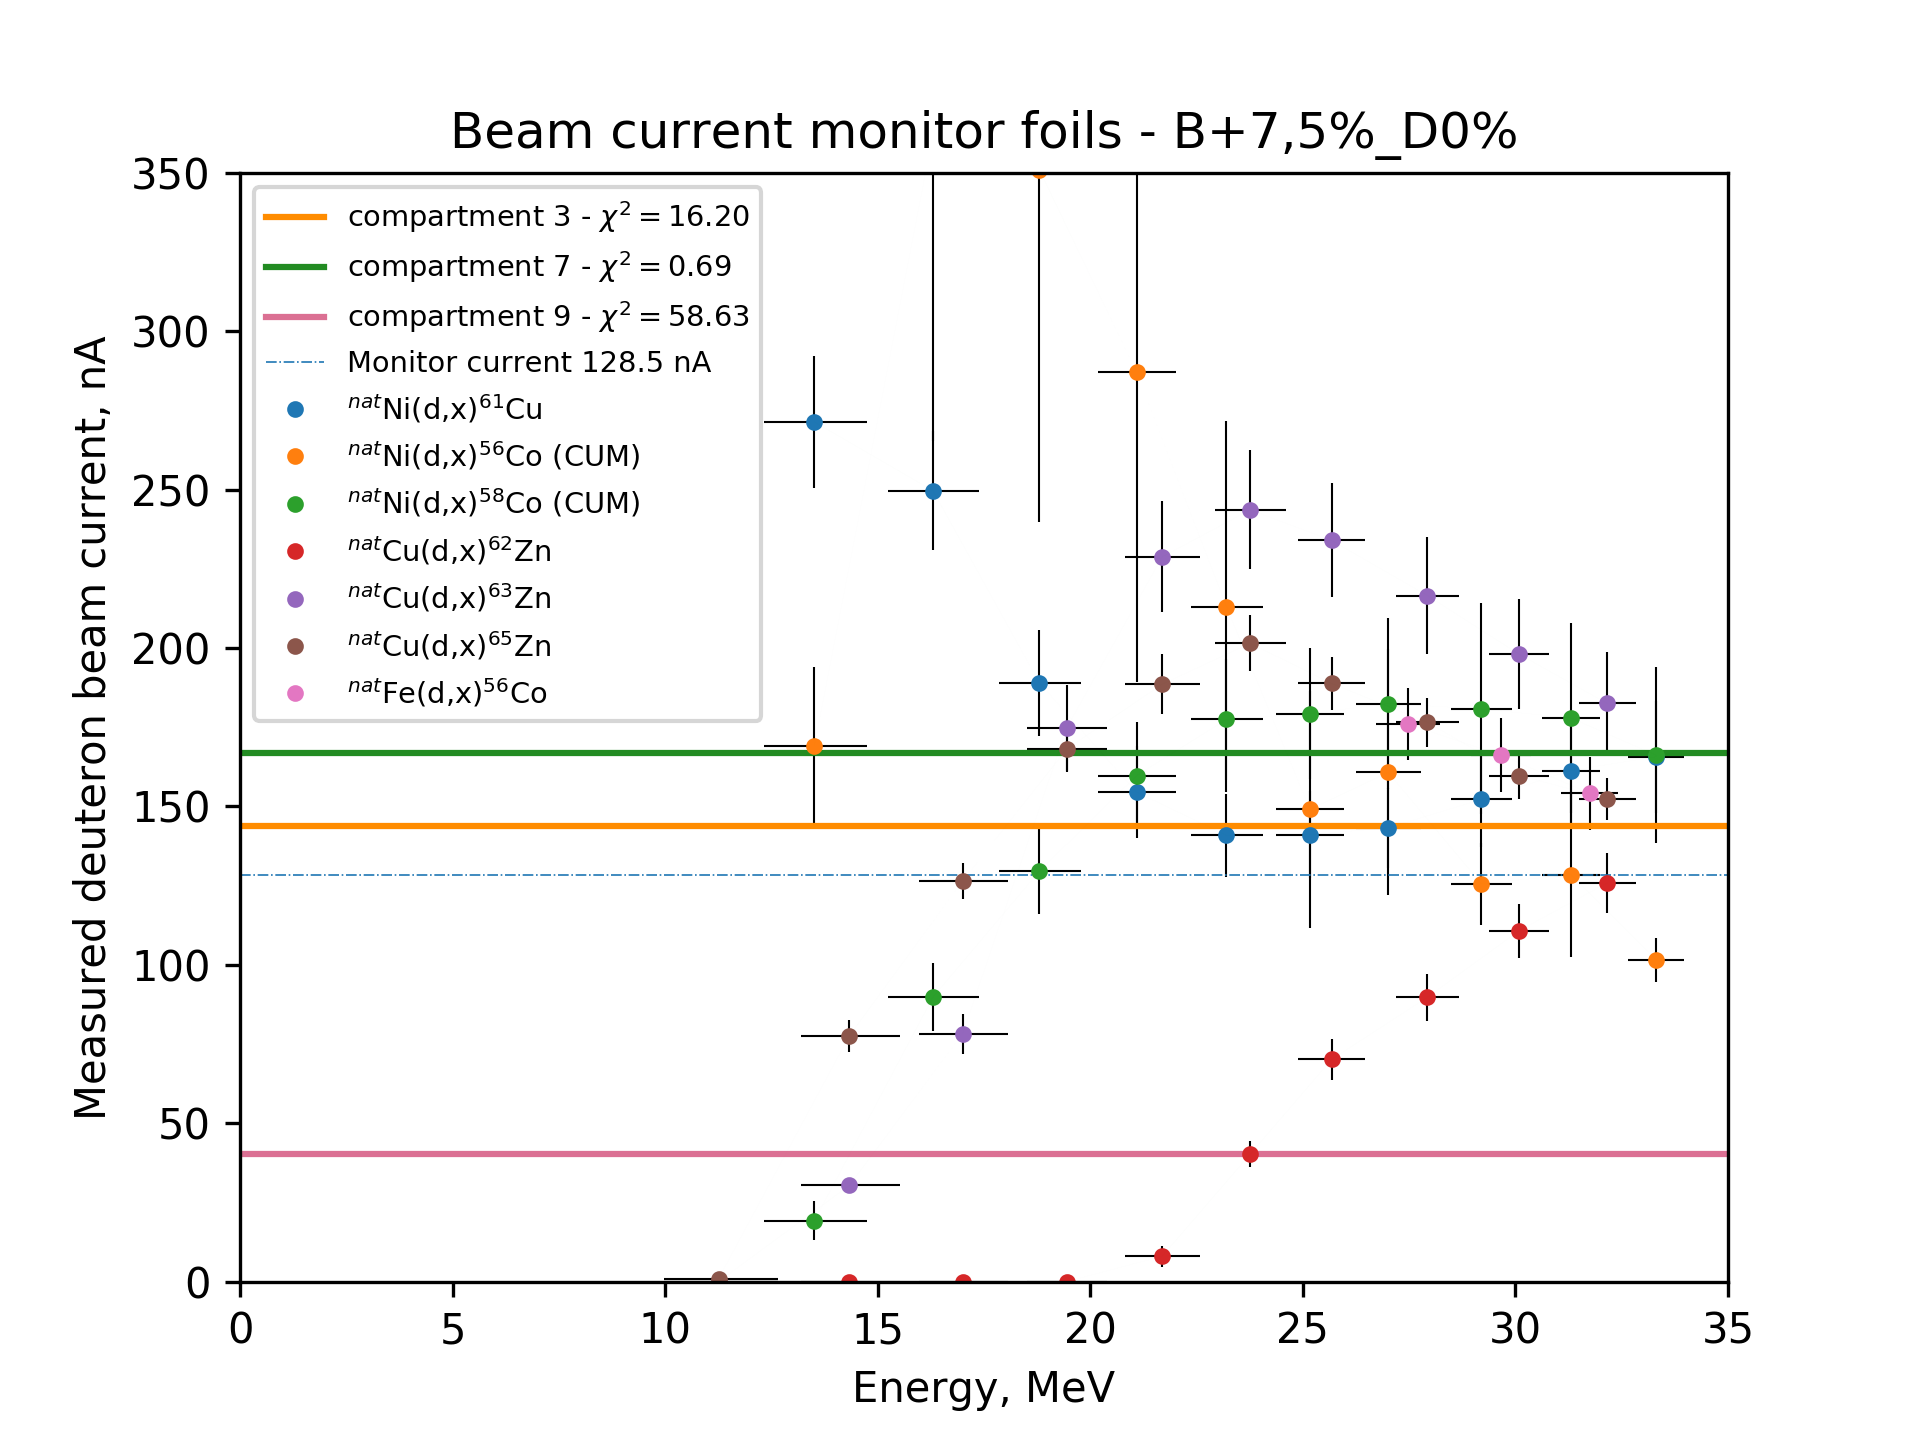 Beam current monitor foils - B+7,5%_D0%
350
300
250
200
150
100
50
0
Measured deuteron beam current, nA
compartment 3 - χ² = 16.20
compartment 7 - χ² = 0.69
compartment 9 - χ² = 58.63
Monitor current 128.5 nA
ⁿᵃᵗNi(d,x)⁶¹Cu
ⁿᵃᵗNi(d,x)⁵⁶Co (CUM)
ⁿᵃᵗNi(d,x)⁵⁸Co (CUM)
ⁿᵃᵗCu(d,x)⁶²Zn
ⁿᵃᵗCu(d,x)⁶³Zn
ⁿᵃᵗCu(d,x)⁶⁵Zn
ⁿᵃᵗFe(d,x)⁵⁶Co
0 5 10 15 20 25 30 35
Energy, MeV